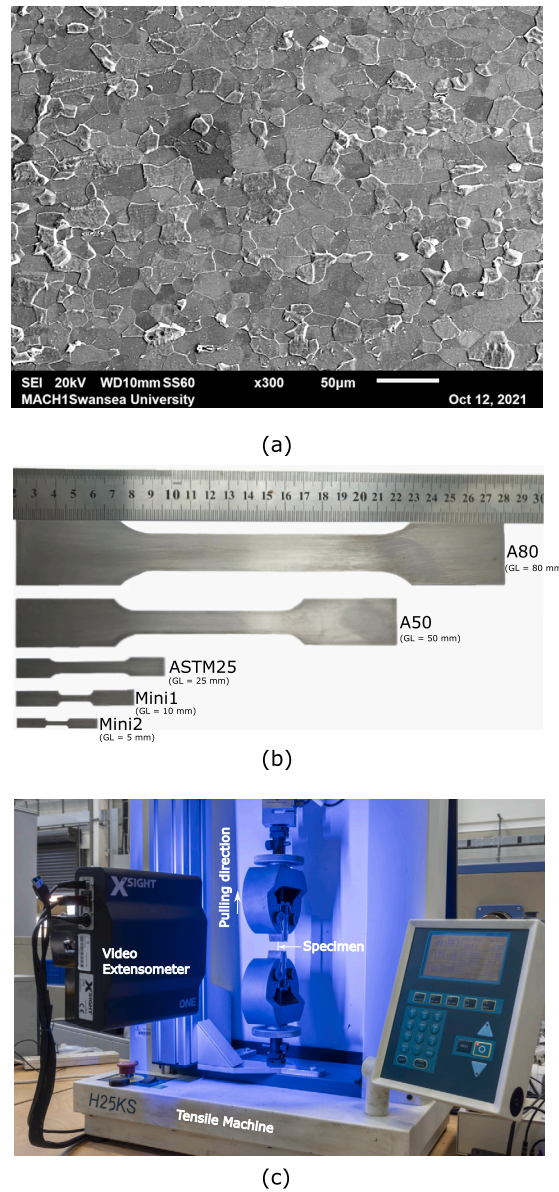 SEI 20kV WD10mm SS60 x300 50µm
MACH1Swansea University Oct 12, 2021
(a)
2 3 4 5 6 7 8 9 10 11 12 13 14 15 16 17 18 19 20 21 22 23 24 25 26 27 28 29 30
A80
(GL = 80 mm
A50
(GL = 50 mm)
ASTM25
(GL = 25 mm)
Mini1
(GL = 10 mm)
Mini2
(GL = 5 mm)
(b)
XSIGHT
Pulling direction
Video
Extensometer
Specimen
XSIGHT
ONE
H25KS
Tensile Machine
(c)